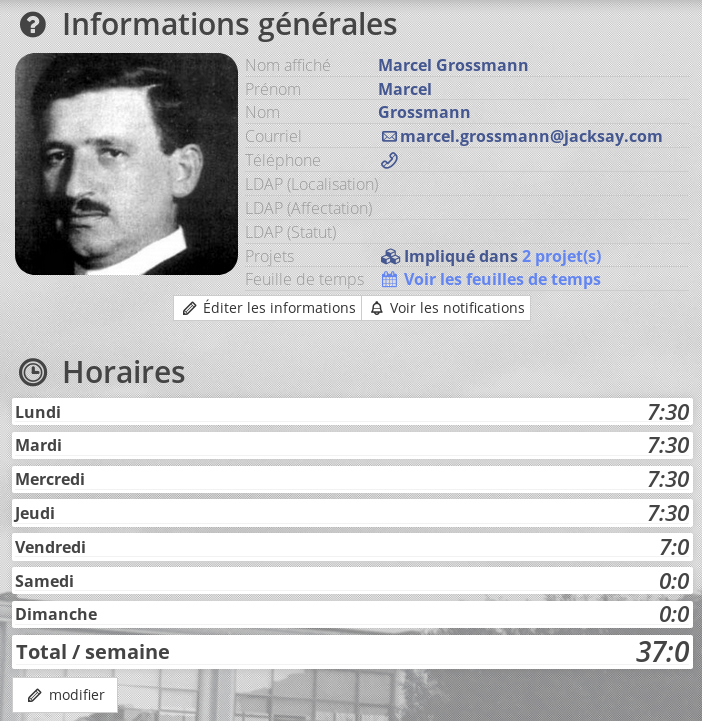 Informations générales
Nom affiché Marcel Grossmann
Prénom Marcel
Nom Grossmann
Courriel marcel.grossmann@jacksay.com
Téléphone
LDAP (Localisation)
LDAP (Affectation)
LDAP (Statut)
Projets Impliqué dans 2 projet(s)
Feuille de temps Voir les feuilles de temps
Éditer les informations Voir les notifications
Horaires
Lundi 7:30
Mardi 7:30
Mercredi 7:30
Jeudi 7:30
Vendredi 7:0
Samedi 0:0
Dimanche 0:0
Total / semaine 37:0
modifier